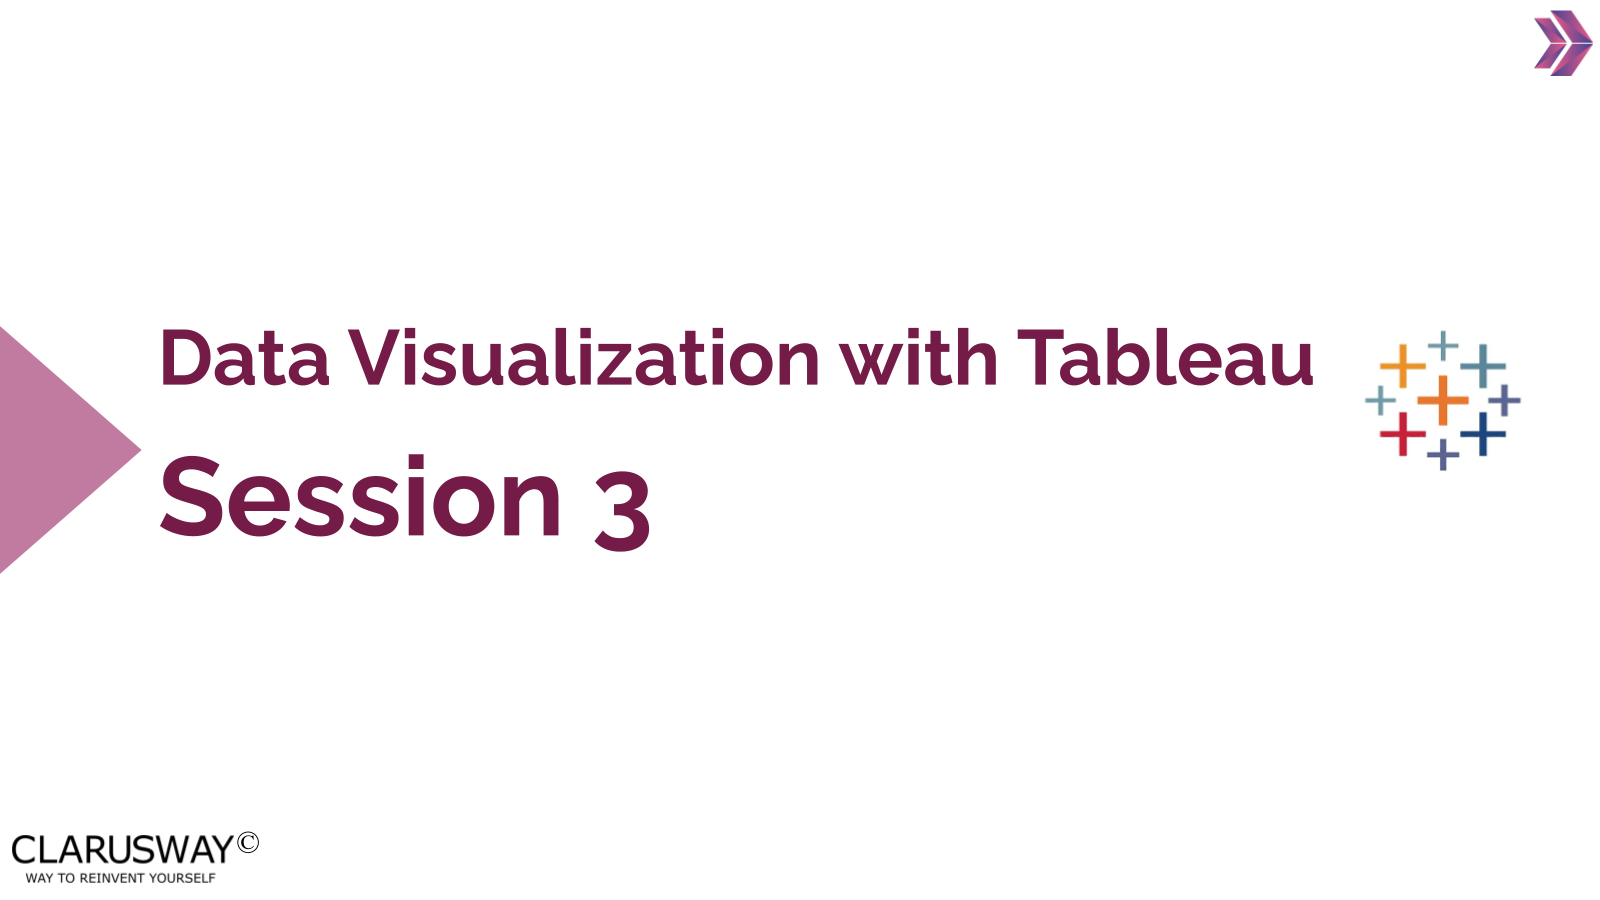 Data Visualization with Tableau
Session 3
CLARUSWAY©
WAY TO REINVENT YOURSELF